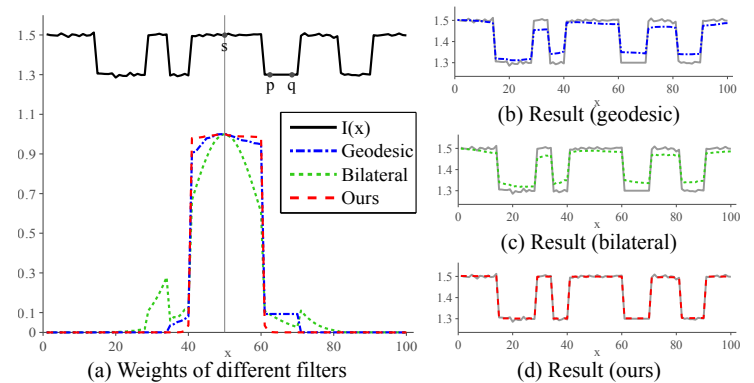 1.5
1.3
1.1
0.9
0.7
0.5
0.3
0.1
0
s
p q
I(x)
Geodesic
Bilateral
Ours
0 20 40 60 80 100
x
(a) Weights of different filters
1.5
1.4
1.3
0 20 40 60 80 100
x
(b) Result (geodesic)
1.5
1.4
1.3
0 20 40 60 80 100
x
(c) Result (bilateral)
1.5
1.4
1.3
0 20 40 60 80 100
x
(d) Result (ours)